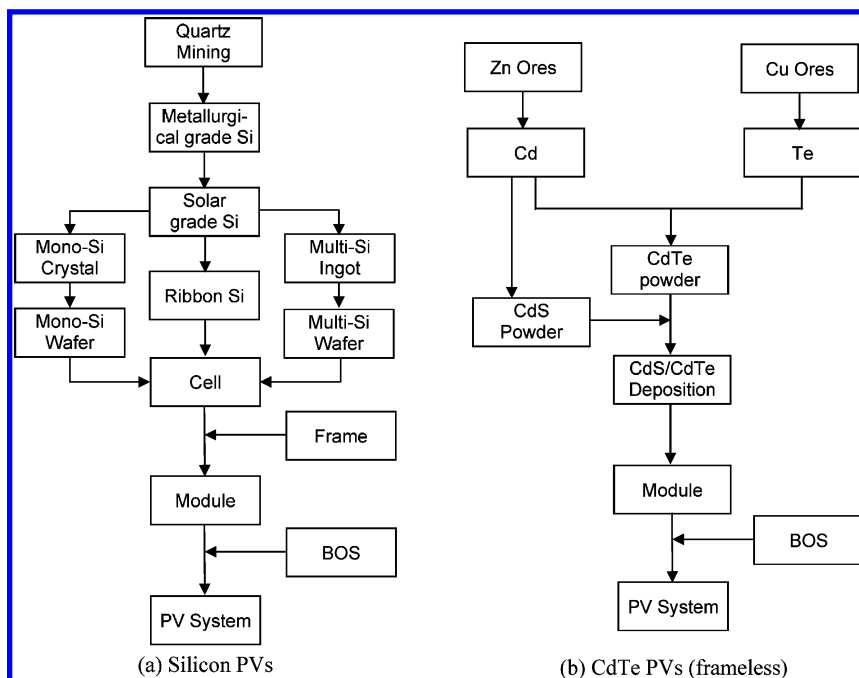 Quartz
Mining
Metallurgi-
cal grade Si
Solar
grade Si
Mono-Si
Crystal
Multi-Si
Ingot
Ribbon Si
Mono-Si
Wafer
Multi-Si
Wafer
Cell
Frame
Module
BOS
PV System
(a) Silicon PVs
Zn Ores
Cu Ores
Cd
Te
CdTe
powder
CdS
Powder
CdS/CdTe
Deposition
Module
BOS
PV System
(b) CdTe PVs (frameless)